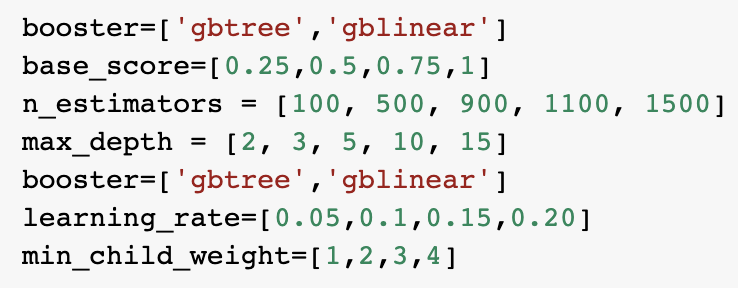 booster=['gbtree','gblinear']
base_score=[0.25,0.5,0.75,1]
n_estimators = [100, 500, 900, 1100, 1500]
max_depth = [2, 3, 5, 10, 15]
booster=['gbtree','gblinear']
learning_rate=[0.05,0.1,0.15,0.20]
min_child_weight=[1,2,3,4]